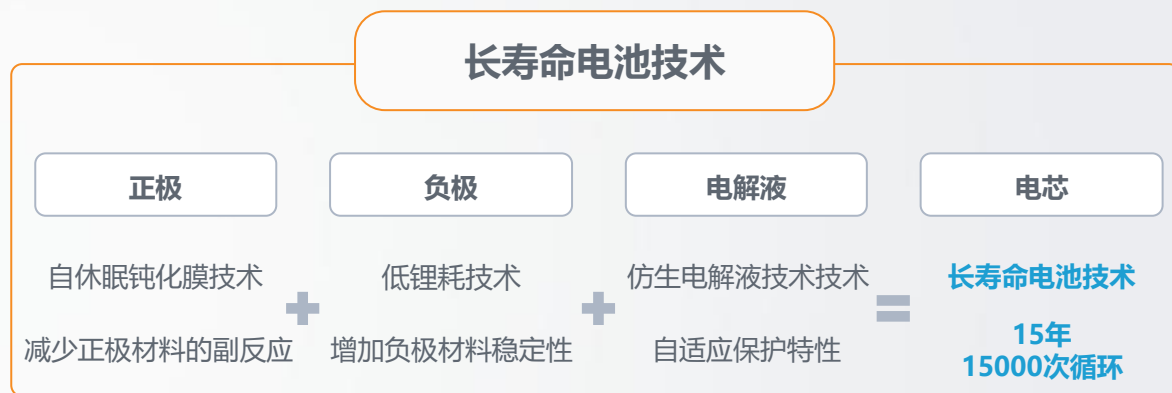 长寿命电池技术
正极
负极
电解液
电芯
自休眠钝化膜技术
低锂耗技术
仿生电解液技术技术
长寿命电池技术
减少正极材料的副反应
增加负极材料稳定性
自适应保护特性
15年
15000次循环